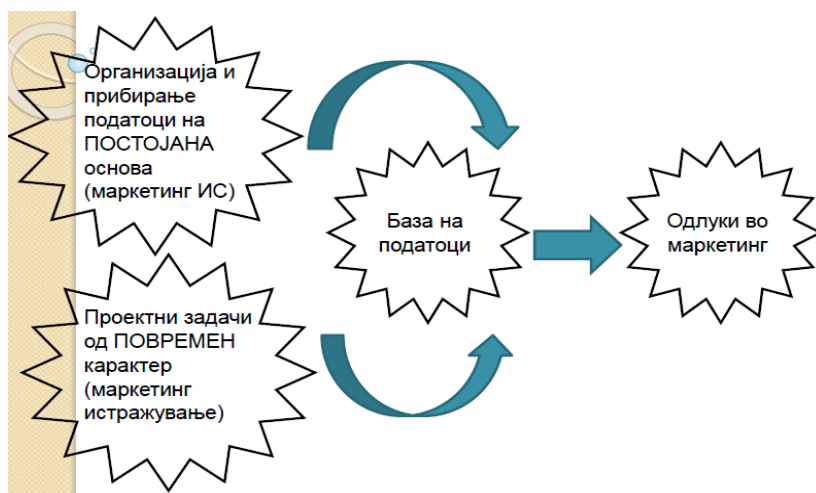 Организација и
прибирање
податоци на
ПОСТОЈАНА
основа
(маркетинг ИС)
Проектни задачи
од ПОВРЕМЕН
карактер
(маркетинг
истражување)
База на
податоци
Одлуки во
маркетинг